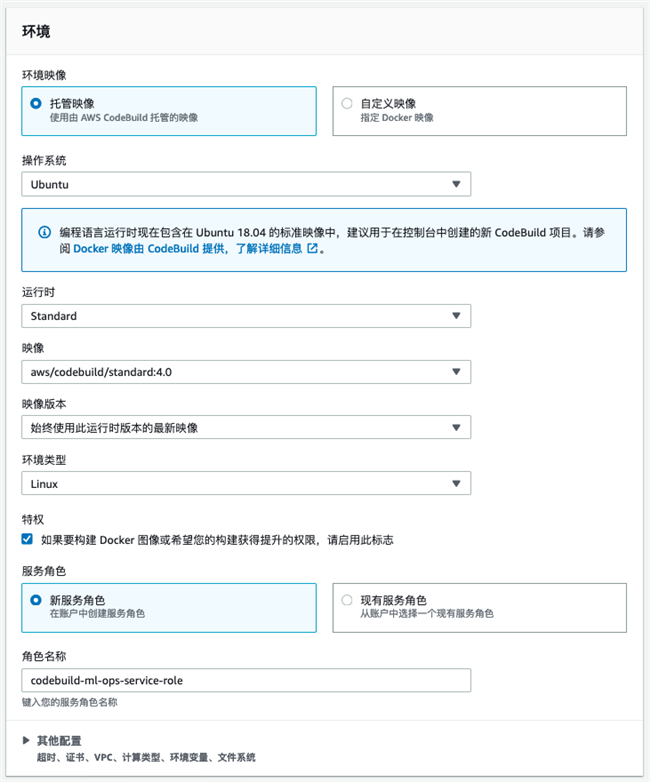 环境
环境映像
托管映像
使用由 AWS CodeBuild 托管的映像
自定义映像
指定 Docker 映像
操作系统
Ubuntu
编程语言运行时现在包含在 Ubuntu 18.04 的标准映像中，建议用于在控制台中创建的新 CodeBuild 项目。请参
阅 Docker 映像由 CodeBuild 提供，了解详细信息 。
运行时
Standard
映像
aws/codebuild/standard:4.0
映像版本
始终使用此运行时版本的最新映像
环境类型
Linux
特权
如果要构建 Docker 图像或希望您的构建获得提升的权限，请启用此标志
服务角色
新服务角色
在账户中创建服务角色
现有服务角色
从账户中选择一个现有服务角色
角色名称
codebuild-ml-ops-service-role
键入您的服务角色名称
其他配置
超时、证书、VPC、计算类型、环境变量、文件系统